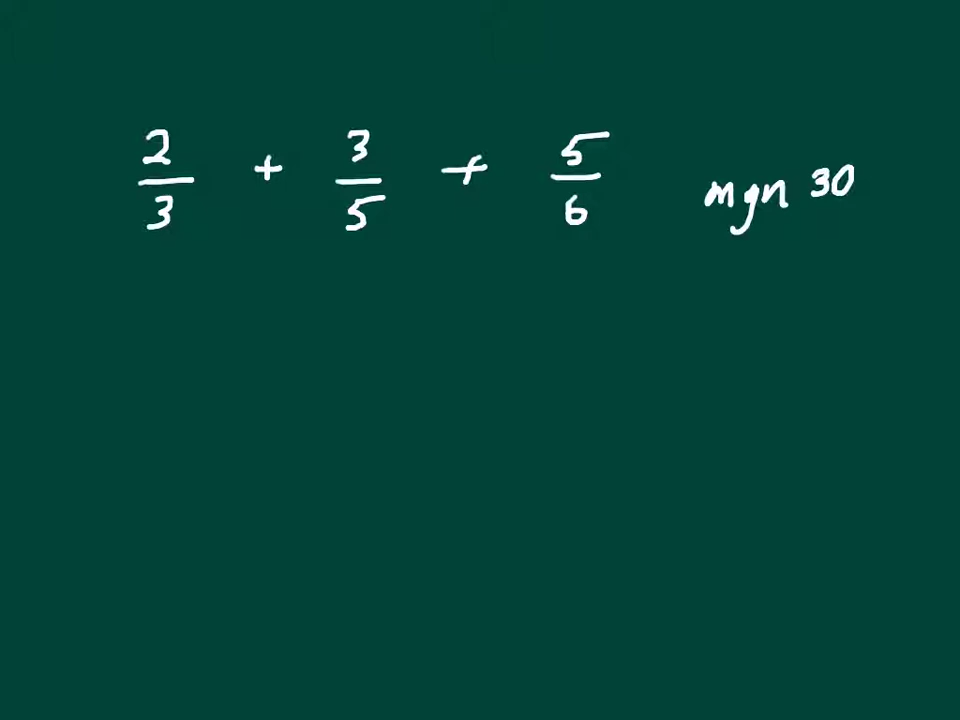 2/3 + 3/5 + 5/6 mgn 30